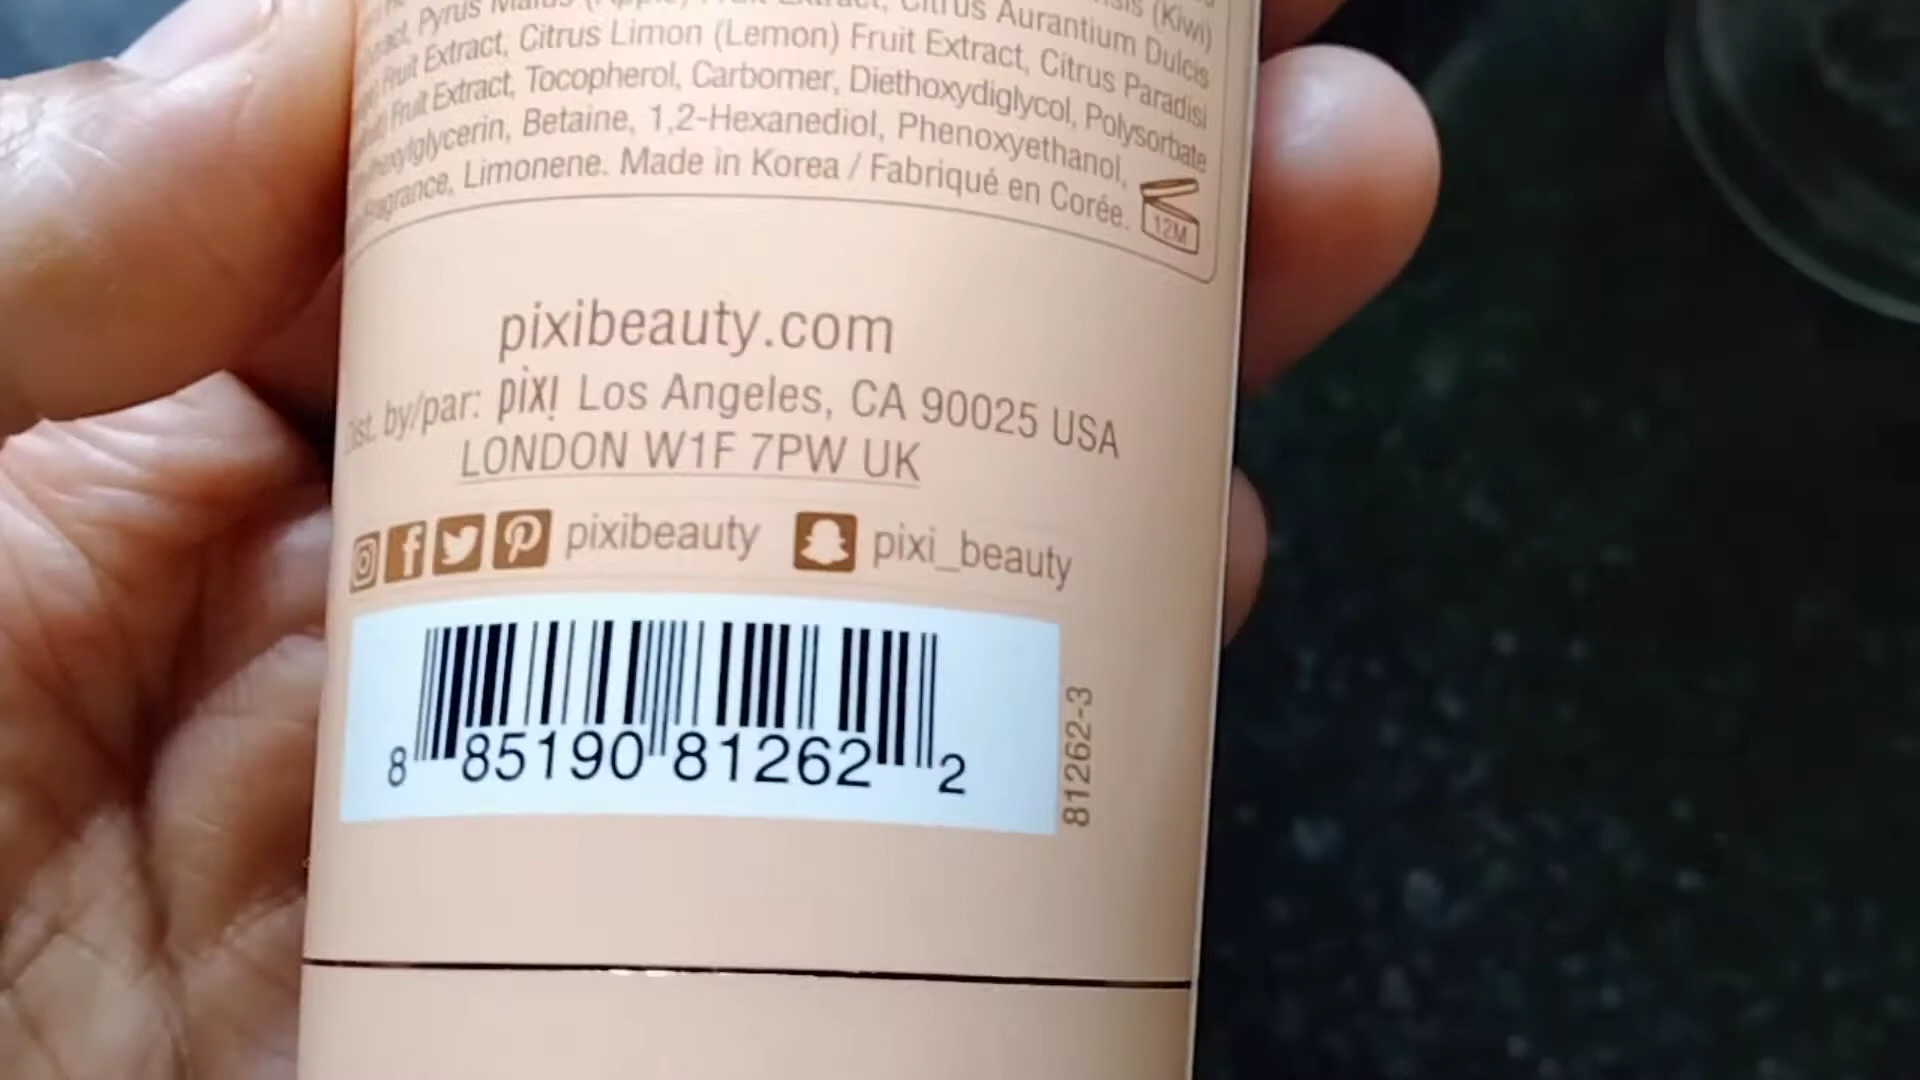 Pyrus Malus (Apple) Fruit Extract, Citrus Aurantium Dulcis (Kiwi)
Fruit Extract, Citrus Limon (Lemon) Fruit Extract, Citrus Paradisi
Fruit Extract, Tocopherol, Carbomer, Diethoxydiglycol, Polysorbate
Betaine, 1,2-Hexanediol, Phenoxyethanol,
Limonene. Made in Korea / Fabriqué en Corée.
12M
pixibeauty.com
by/par: pixi Los Angeles, CA 90025 USA
LONDON W1F 7PW UK
pixibeauty pixi_beauty
8 85190 81262 2
81262-3